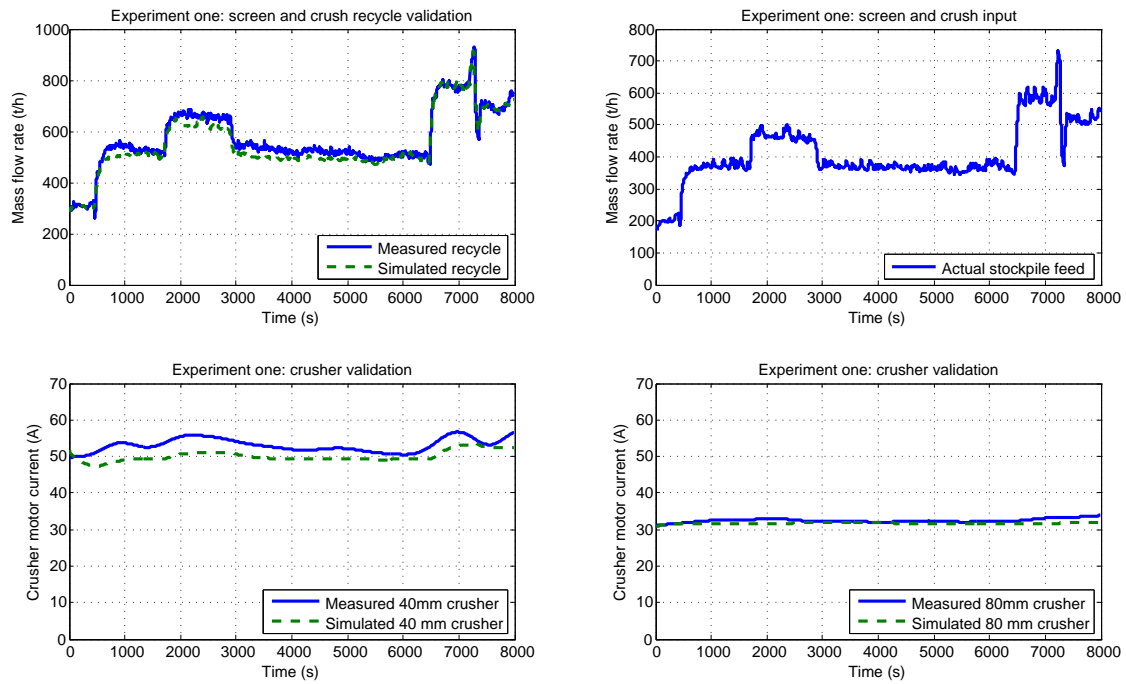 Experiment one: screen and crush recycle validation
1000
800
600
400
200
0
Mass flow rate (t/h)
Measured recycle
Simulated recycle
0 1000 2000 3000 4000 5000 6000 7000 8000
Time (s)
Experiment one: screen and crush input
800
700
600
500
400
300
200
100
0
Mass flow rate (t/h)
Actual stockpile feed
0 1000 2000 3000 4000 5000 6000 7000 8000
Time (s)
Experiment one: crusher validation
70
60
50
40
30
20
10
0
Crusher motor current (A)
Measured 40mm crusher
Simulated 40 mm crusher
0 1000 2000 3000 4000 5000 6000 7000 8000
Time (s)
Experiment one: crusher validation
70
60
50
40
30
20
10
0
Crusher motor current (A)
Measured 80mm crusher
Simulated 80 mm crusher
0 1000 2000 3000 4000 5000 6000 7000 8000
Time (s)